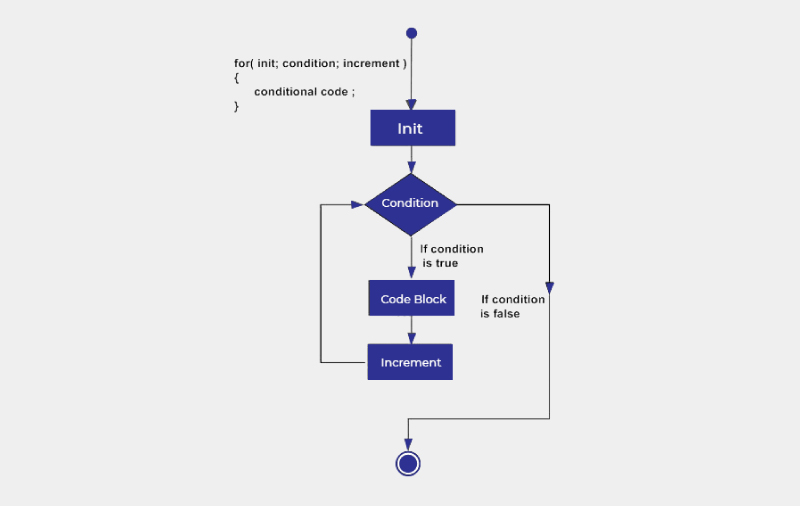 for( init; condition; increment )
{
conditional code ;
}
Init
Condition
If condition
is true
Code Block
If condition
is false
Increment